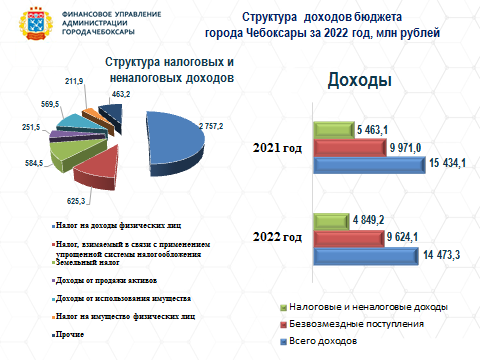 ФИНАНСОВОЕ УПРАВЛЕНИЕ
АДМИНИСТРАЦИИ
ГОРОДА ЧЕБОКСАРЫ
Структура доходов бюджета
города Чебоксары за 2022 год, млн рублей
Структура налоговых и
неналоговых доходов
211,9
463,2
569,5
251,5
584,5
625,3
2 757,2
Налог на доходы физических лиц
Налог, взимаемый в связи с применением
упрощенной системы налогообложения
Земельный налог
Доходы от продажи активов
Доходы от использования имущества
Налог на имущество физических лиц
Прочие
Доходы
2021 год
5 463,1
9 971,0
15 434,1
2022 год
4 849,2
9 624,1
14 473,3
Налоговые и неналоговые доходы
Безвозмездные поступления
Всего доходов